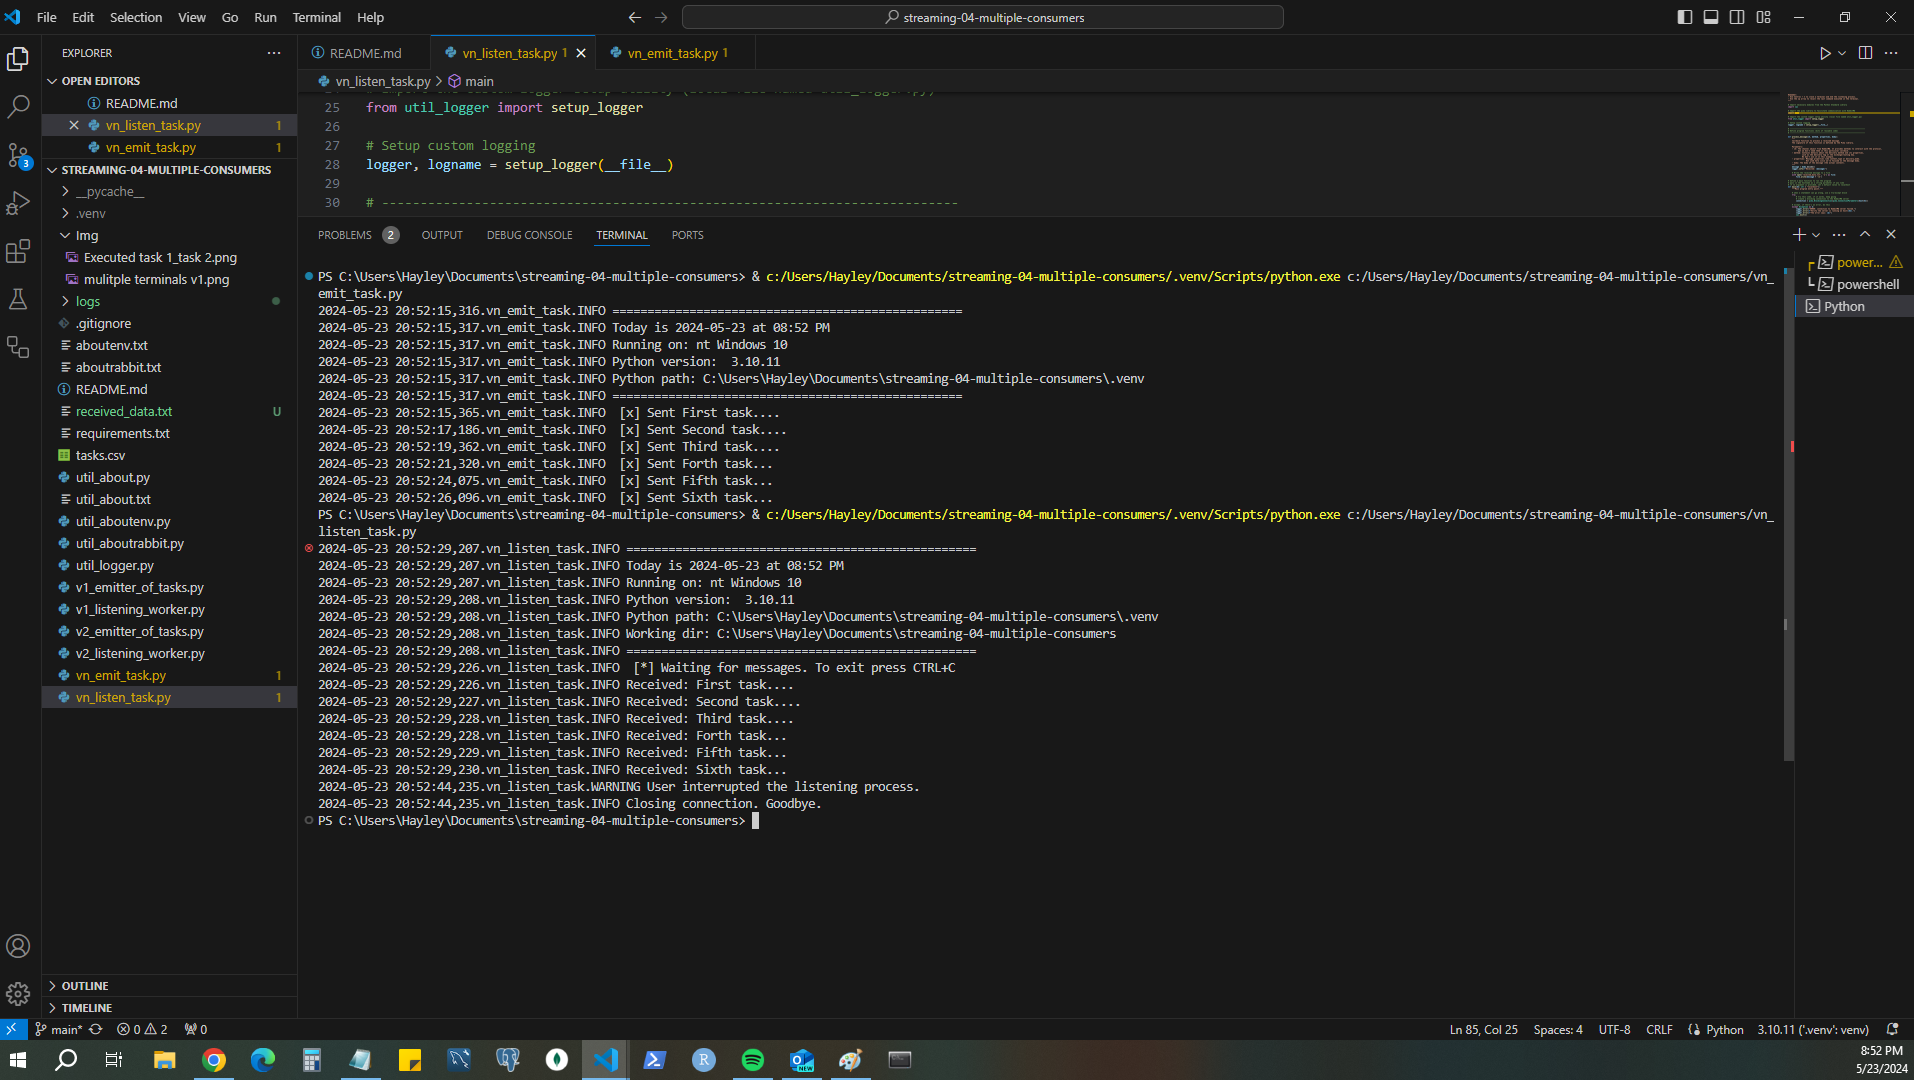 File Edit Selection View Go Run Terminal Help
streaming-04-multiple-consumers
EXPLORER
OPEN EDITORS
README.md
vn_listen_task.py 1
vn_emit_task.py 1
STREAMING-04-MULTIPLE-CONSUMERS
__pycache__
.venv
Img
Executed task 1_task 2.png
mulitple terminals v1.png
logs
.gitignore
aboutenv.txt
aboutrabbit.txt
README.md
received_data.txt U
requirements.txt
tasks.csv
util_about.py
util_about.txt
util_aboutenv.py
util_aboutrabbit.py
util_logger.py
v1_emitter_of_tasks.py
v1_listening_worker.py
v2_emitter_of_tasks.py
v2_listening_worker.py
vn_emit_task.py 1
vn_listen_task.py 1
OUTLINE
TIMELINE
3
README.md vn_listen_task.py 1 vn_emit_task.py 1
vn_listen_task.py > main
25 from util_logger import setup_logger
26
27 # Setup custom logging
28 logger, logname = setup_logger(__file__)
29
30 # ---------------------------------------------------------------------------
PROBLEMS 2 OUTPUT DEBUG CONSOLE TERMINAL PORTS
PS C:\Users\Hayley\Documents\streaming-04-multiple-consumers> & c:/Users/Hayley/Documents/streaming-04-multiple-consumers/.venv/Scripts/python.exe c:/Users/Hayley/Documents/streaming-04-multiple-consumers/vn_
emit_task.py
2024-05-23 20:52:15,316.vn_emit_task.INFO ==================================================
2024-05-23 20:52:15,317.vn_emit_task.INFO Today is 2024-05-23 at 08:52 PM
2024-05-23 20:52:15,317.vn_emit_task.INFO Running on: nt Windows 10
2024-05-23 20:52:15,317.vn_emit_task.INFO Python version:  3.10.11
2024-05-23 20:52:15,317.vn_emit_task.INFO Python path: C:\Users\Hayley\Documents\streaming-04-multiple-consumers\.venv
2024-05-23 20:52:15,317.vn_emit_task.INFO ==================================================
2024-05-23 20:52:15,365.vn_emit_task.INFO  [x] Sent First task....
2024-05-23 20:52:17,186.vn_emit_task.INFO  [x] Sent Second task....
2024-05-23 20:52:19,362.vn_emit_task.INFO  [x] Sent Third task....
2024-05-23 20:52:21,320.vn_emit_task.INFO  [x] Sent Forth task...
2024-05-23 20:52:24,075.vn_emit_task.INFO  [x] Sent Fifth task...
2024-05-23 20:52:26,096.vn_emit_task.INFO  [x] Sent Sixth task...
PS C:\Users\Hayley\Documents\streaming-04-multiple-consumers> & c:/Users/Hayley/Documents/streaming-04-multiple-consumers/.venv/Scripts/python.exe c:/Users/Hayley/Documents/streaming-04-multiple-consumers/vn_
listen_task.py
2024-05-23 20:52:29,207.vn_listen_task.INFO ==================================================
2024-05-23 20:52:29,207.vn_listen_task.INFO Today is 2024-05-23 at 08:52 PM
2024-05-23 20:52:29,207.vn_listen_task.INFO Running on: nt Windows 10
2024-05-23 20:52:29,208.vn_listen_task.INFO Python version:  3.10.11
2024-05-23 20:52:29,208.vn_listen_task.INFO Python path: C:\Users\Hayley\Documents\streaming-04-multiple-consumers\.venv
2024-05-23 20:52:29,208.vn_listen_task.INFO Working dir: C:\Users\Hayley\Documents\streaming-04-multiple-consumers
2024-05-23 20:52:29,208.vn_listen_task.INFO ==================================================
2024-05-23 20:52:29,226.vn_listen_task.INFO  [*] Waiting for messages. To exit press CTRL+C
2024-05-23 20:52:29,226.vn_listen_task.INFO Received: First task....
2024-05-23 20:52:29,227.vn_listen_task.INFO Received: Second task....
2024-05-23 20:52:29,228.vn_listen_task.INFO Received: Third task....
2024-05-23 20:52:29,228.vn_listen_task.INFO Received: Forth task...
2024-05-23 20:52:29,229.vn_listen_task.INFO Received: Fifth task...
2024-05-23 20:52:29,230.vn_listen_task.INFO Received: Sixth task...
2024-05-23 20:52:44,235.vn_listen_task.WARNING User interrupted the listening process.
2024-05-23 20:52:44,235.vn_listen_task.INFO Closing connection. Goodbye.
PS C:\Users\Hayley\Documents\streaming-04-multiple-consumers>
power...
powershell
Python
main* 0 2 0
Ln 85, Col 25 Spaces: 4 UTF-8 CRLF Python 3.10.11 ('.venv': venv)
R
NEW
8:52 PM
5/23/2024